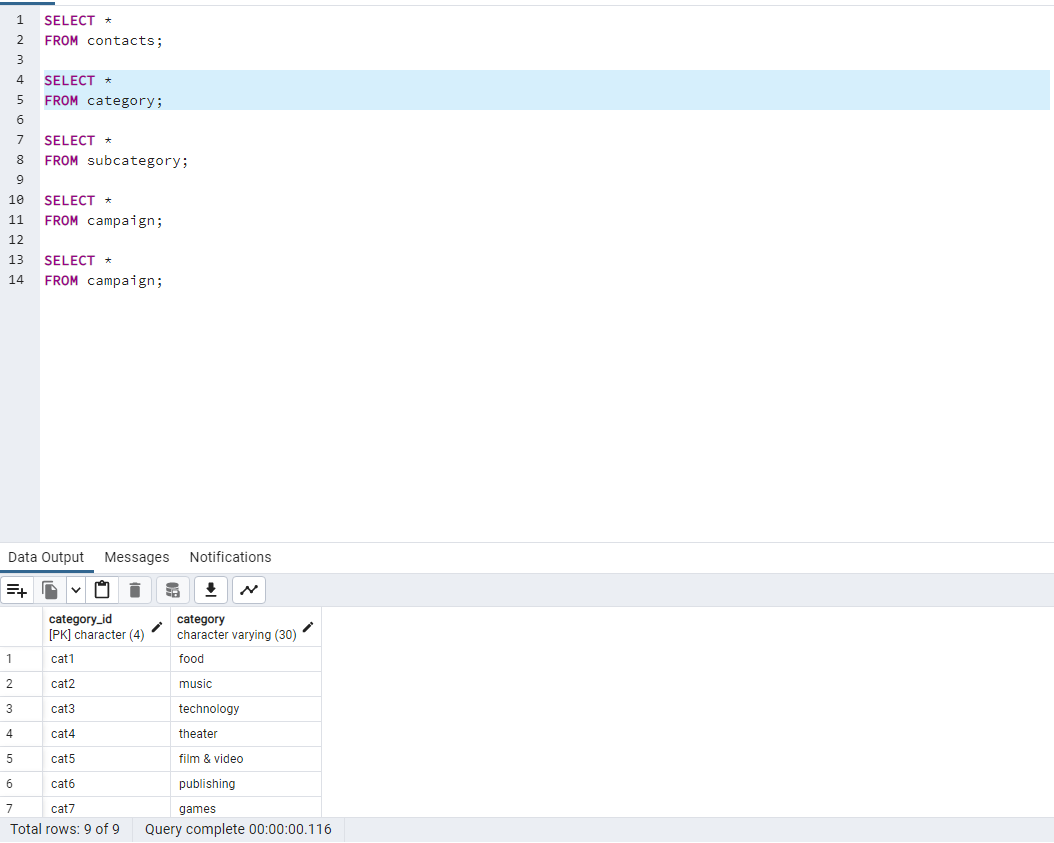 1 SELECT *
2 FROM contacts;
3
4 SELECT *
5 FROM category;
6
7 SELECT *
8 FROM subcategory;
9
10 SELECT *
11 FROM campaign;
12
13 SELECT *
14 FROM campaign;
Data Output Messages Notifications
category_id category
[PK] character (4) character varying (30)
1 cat1 food
2 cat2 music
3 cat3 technology
4 cat4 theater
5 cat5 film & video
6 cat6 publishing
7 cat7 games
Total rows: 9 of 9 Query complete 00:00:00.116